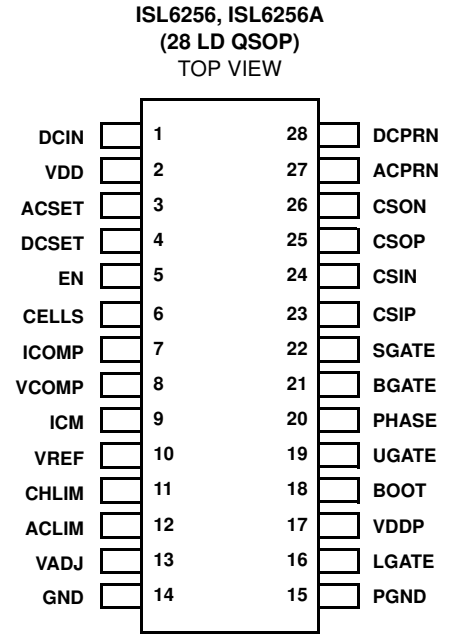 ISL6256, ISL6256A
(28 LD QSOP)
TOP VIEW
DCIN 1 28 DCPRN
VDD 2 27 ACPRN
ACSET 3 26 CSON
DCSET 4 25 CSOP
EN 5 24 CSIN
CELLS 6 23 CSIP
ICOMP 7 22 SGATE
VCOMP 8 21 BGATE
ICM 9 20 PHASE
VREF 10 19 UGATE
CHLIM 11 18 BOOT
ACLIM 12 17 VDDP
VADJ 13 16 LGATE
GND 14 15 PGND